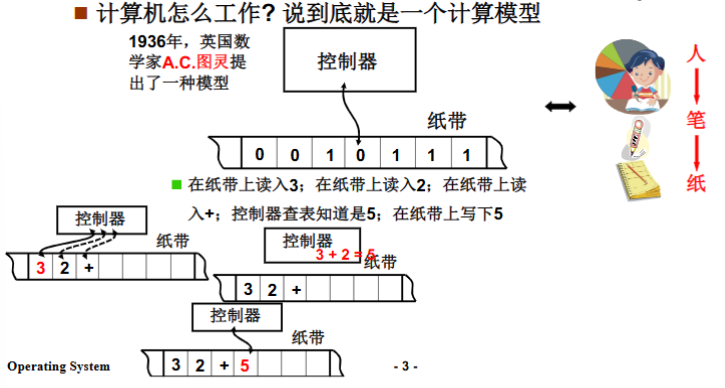 ■ 计算机怎么工作? 说到底就是一个计算模型
1936年，英国数
学家A.C.图灵提
出了一种模型
控制器
纸带
0 0 1 0 1 1 1
人
笔
纸
■ 在纸带上读入3；在纸带上读入2；在纸带上读
入+；控制器查表知道是5；在纸带上写下5
控制器
纸带
3 2 +
控制器
3 + 2 = 5
纸带
3 2 +
控制器
纸带
3 2 + 5
Operating System
- 3 -